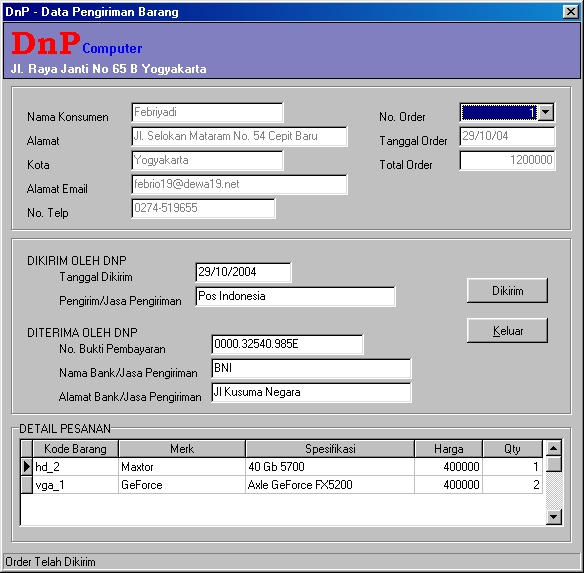 DnP - Data Pengiriman Barang
DnP Computer
Jl. Raya Janti No 65 B Yogyakarta
Nama Konsumen Febriyadi No. Order 1
Alamat Jl. Selokan Mataram No. 54 Cepit Baru Tanggal Order 29/10/04
Kota Yogyakarta Total Order 1200000
Alamat Email febrio19@dewa19.net
No. Telp 0274-519655
DIKIRIM OLEH DNP
Tanggal Dikirim 29/10/2004 Dikirim
Pengirim/Jasa Pengiriman Pos Indonesia
DITERIMA OLEH DNP Keluar
No. Bukti Pembayaran 0000.32540.985E
Nama Bank/Jasa Pengiriman BNI
Alamat Bank/Jasa Pengiriman Jl Kusuma Negara
DETAIL PESANAN
Kode Barang Merk Spesifikasi Harga Qty
hd_2 Maxtor 40 Gb 5700 400000 1
vga_1 GeForce Axle GeForce FX5200 400000 2
Order Telah Dikirim